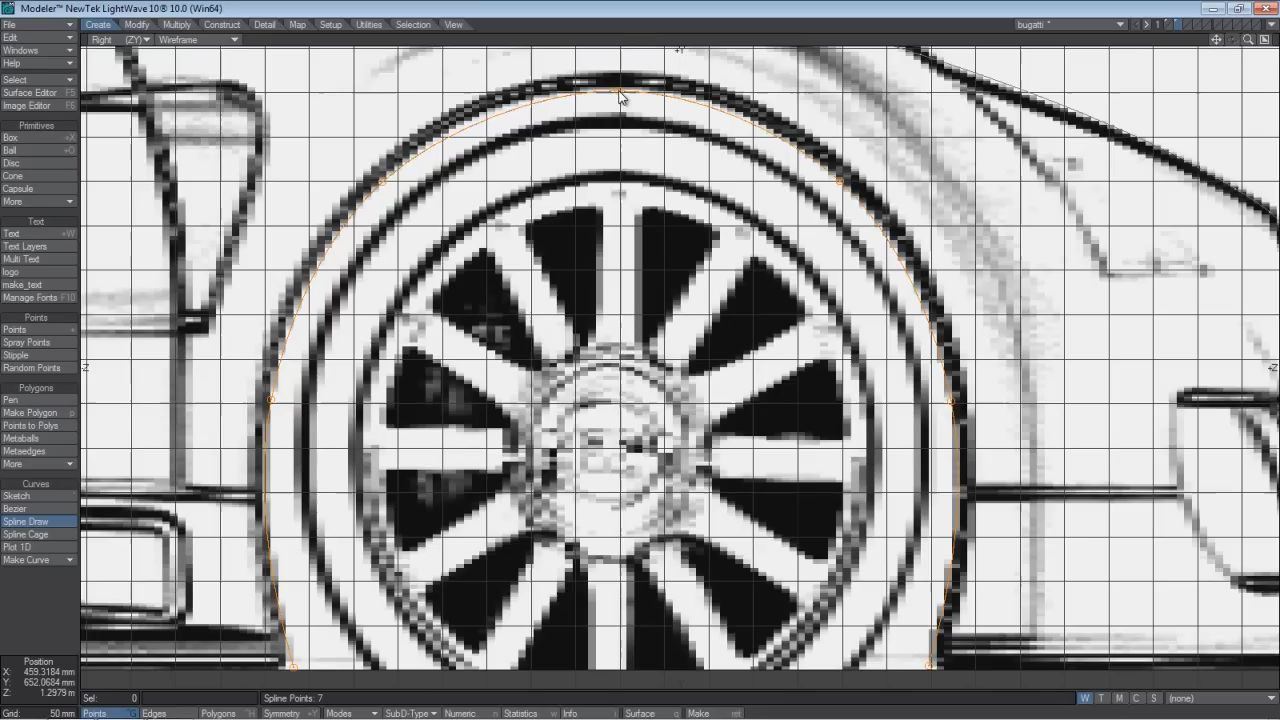 Modeler™ NewTek LightWave 10® 10.0 (Win64)
File
Create Modify Multiply Construct Detail Map Setup Utilities Selection View
bugatti *
1
Edit
Right (ZY) Wireframe
Windows
Help
Select
Surface Editor F5
Image Editor F6
Primitives
Box +X
Ball +O
Disc
Cone
Capsule
More
Text
Text +W
Text Layers
Multi Text
logo
make_text
Manage Fonts F10
Points
Points +
Spray Points
Stipple
Random Points
Polygons
Pen
Make Polygon p
Points to Polys
Metaballs
Metaedges
More
Curves
Sketch
Bezier
Spline Draw
Spline Cage
Plot 1D
Make Curve
+Y
-Z
Position
X: 459.3184 mm
Y: 652.0684 mm
Z: 1.2979 m
Sel: 0
Spline Points: 7
W T M C S (none)
Grid: 50 mm
Points ^G Edges Polygons ^H Symmetry +Y Modes SubD-Type Numeric n Statistics w Info i Surface q Make ret